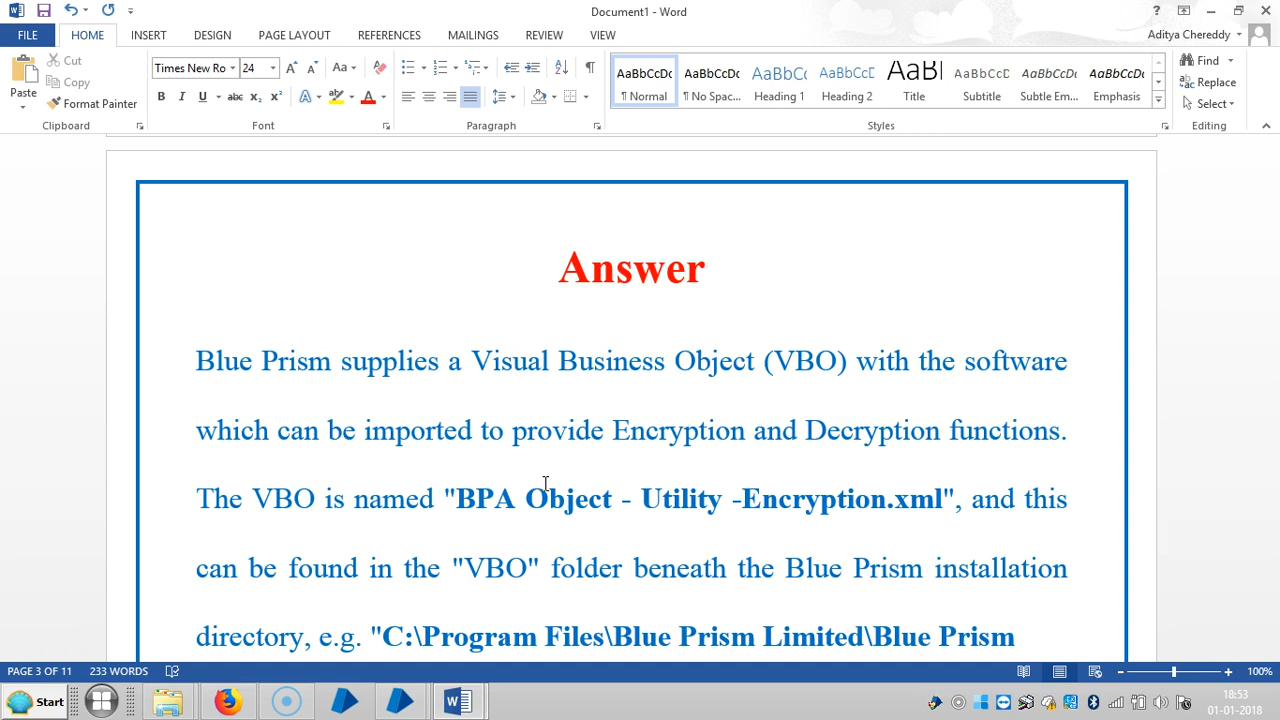 Document1 - Word
FILE HOME INSERT DESIGN PAGE LAYOUT REFERENCES MAILINGS REVIEW VIEW Aditya Chereddy
Paste
Cut
Copy
Format Painter
Clipboard
Times New Ro 24
Font
Paragraph
AaBbCcDc AaBbCcDc AaBbCc AaBbCcC AaBl AaBbCcD AaBbCcDc AaBbCcDc
¶ Normal ¶ No Spac... Heading 1 Heading 2 Title Subtitle Subtle Em... Emphasis
Styles
Find
Replace
Select
Editing
Answer
Blue Prism supplies a Visual Business Object (VBO) with the software
which can be imported to provide Encryption and Decryption functions.
The VBO is named "BPA Object - Utility -Encryption.xml", and this
can be found in the "VBO" folder beneath the Blue Prism installation
directory, e.g. "C:\Program Files\Blue Prism Limited\Blue Prism
PAGE 3 OF 11 233 WORDS 100%
Start
18:53
01-01-2018